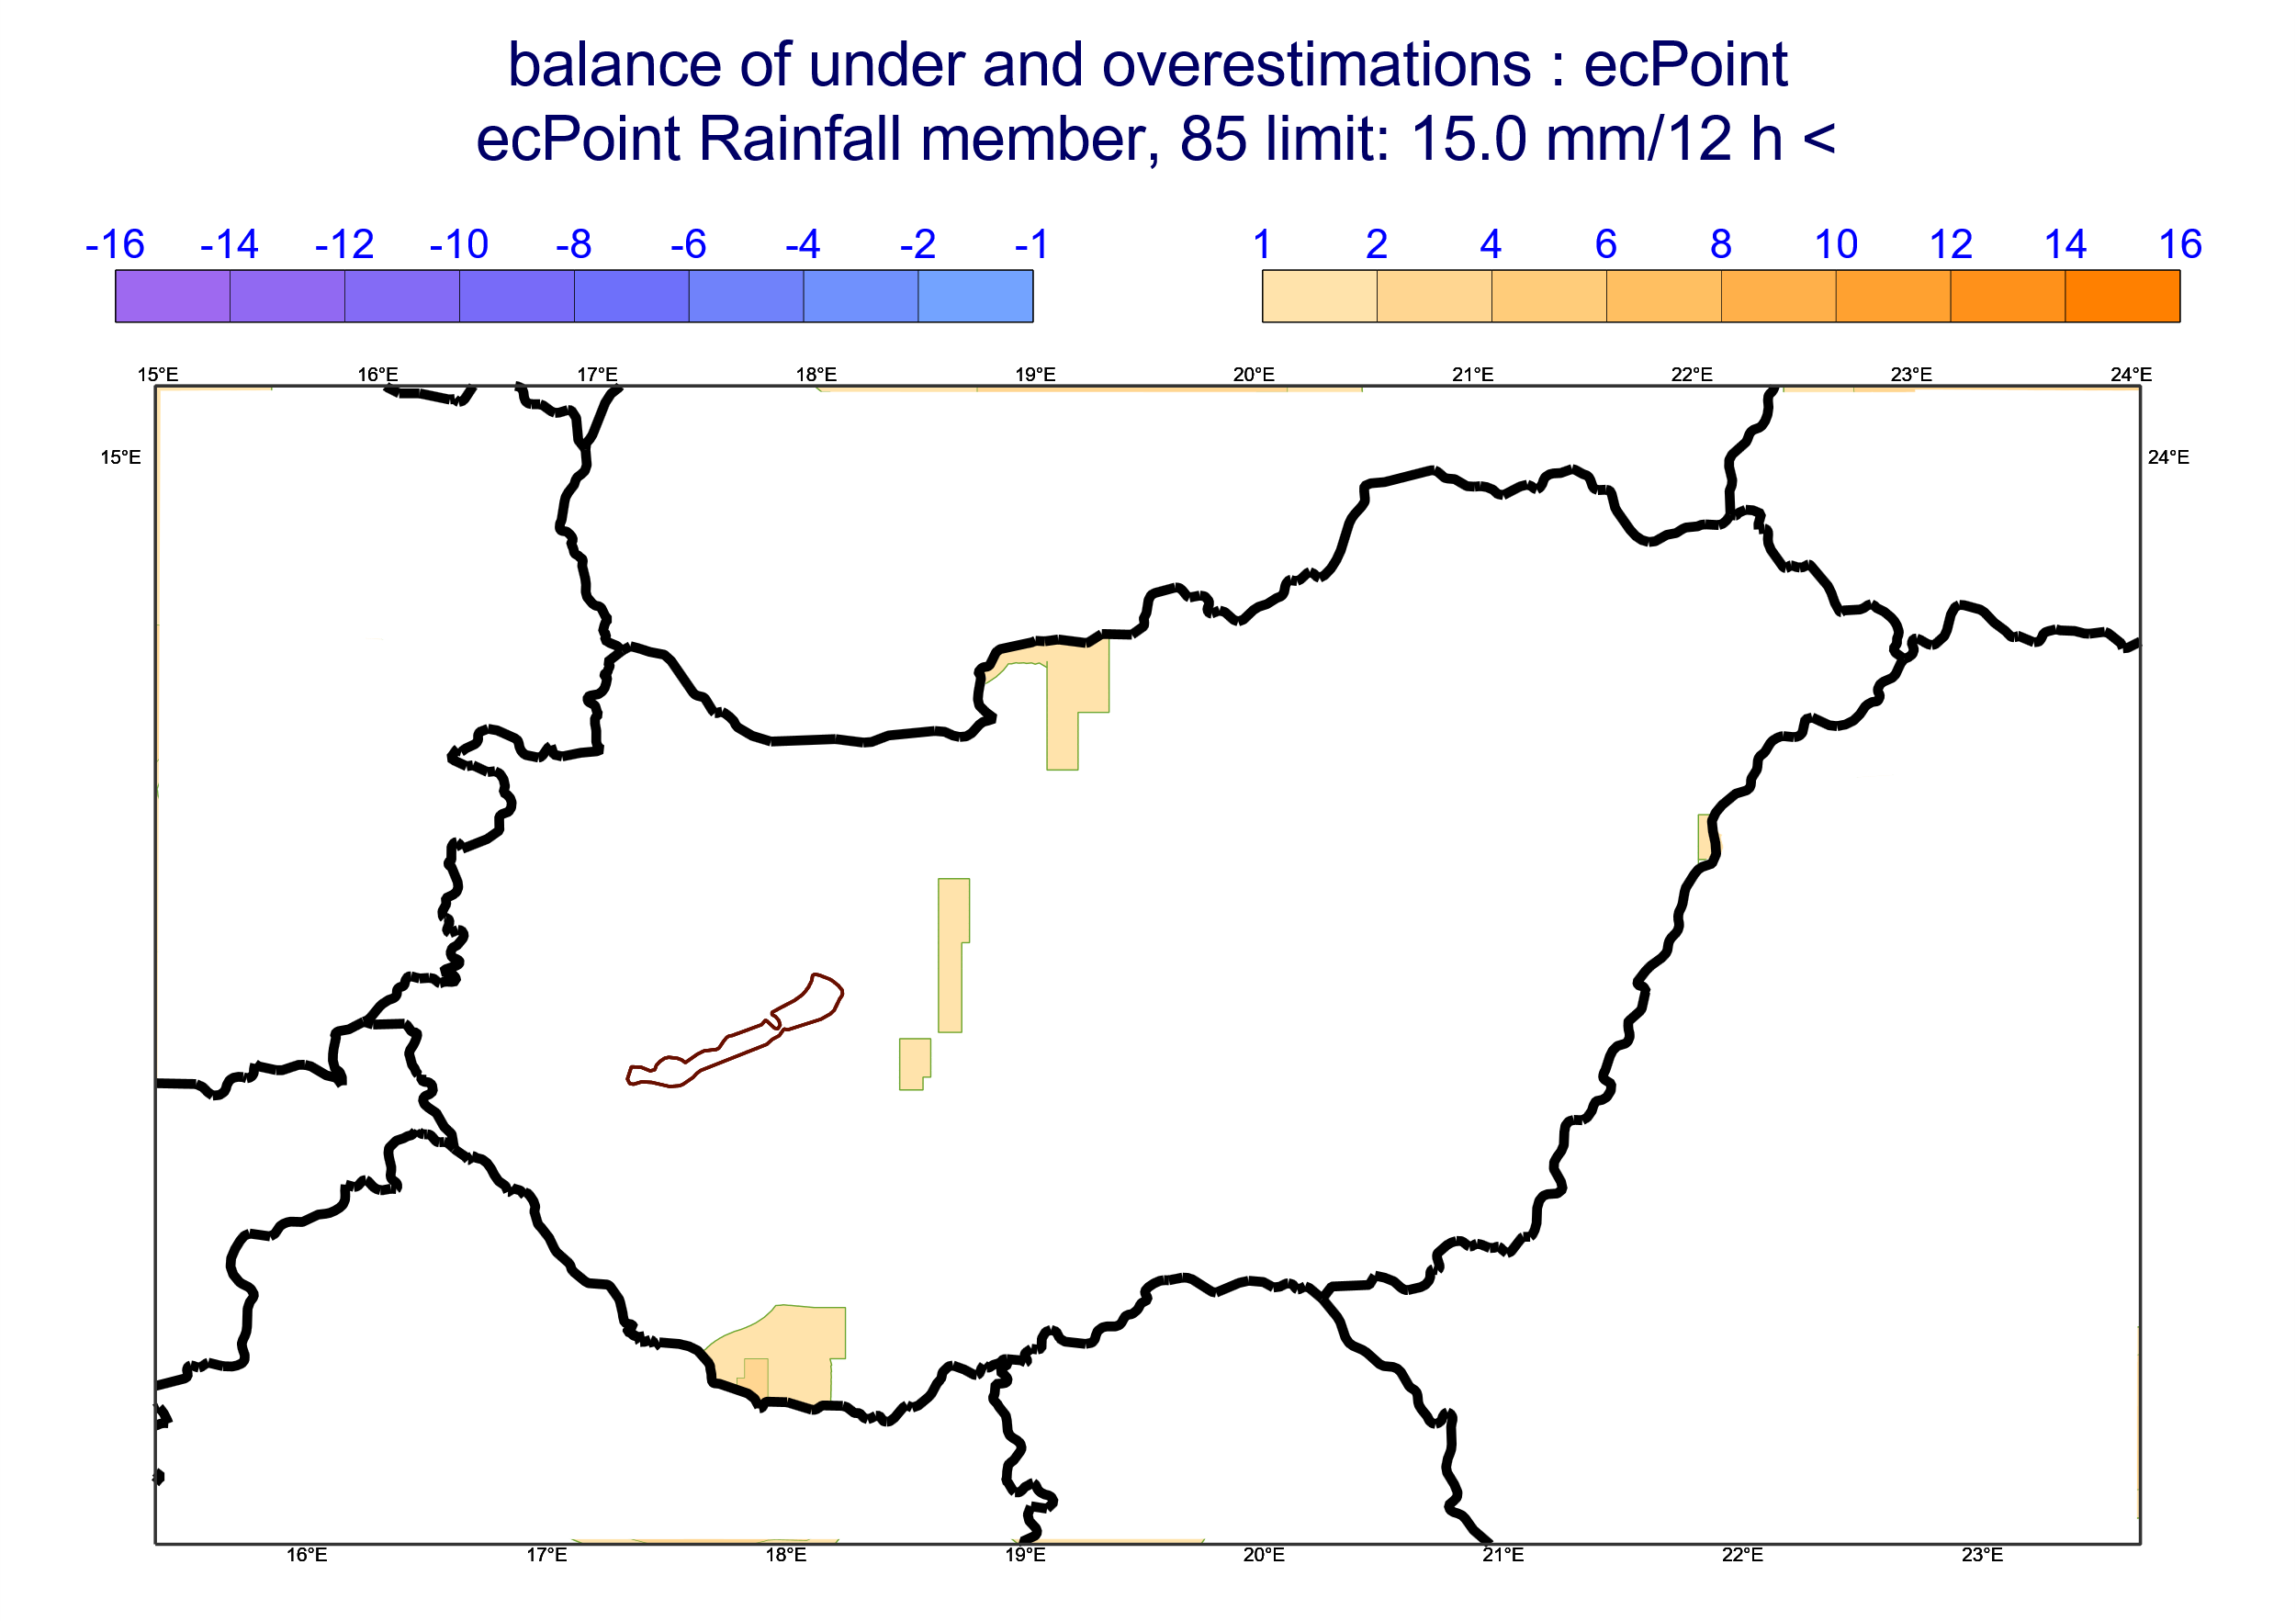 balance of under and overestimations : ecPoint
ecPoint Rainfall member, 85 limit: 15.0 mm/12 h <
-16 -14 -12 -10 -8 -6 -4 -2 -1 1 2 4 6 8 10 12 14 16
15°E 16°E 17°E 18°E 19°E 20°E 21°E 22°E 23°E 24°E
15°E 24°E
16°E 17°E 18°E 19°E 20°E 21°E 22°E 23°E